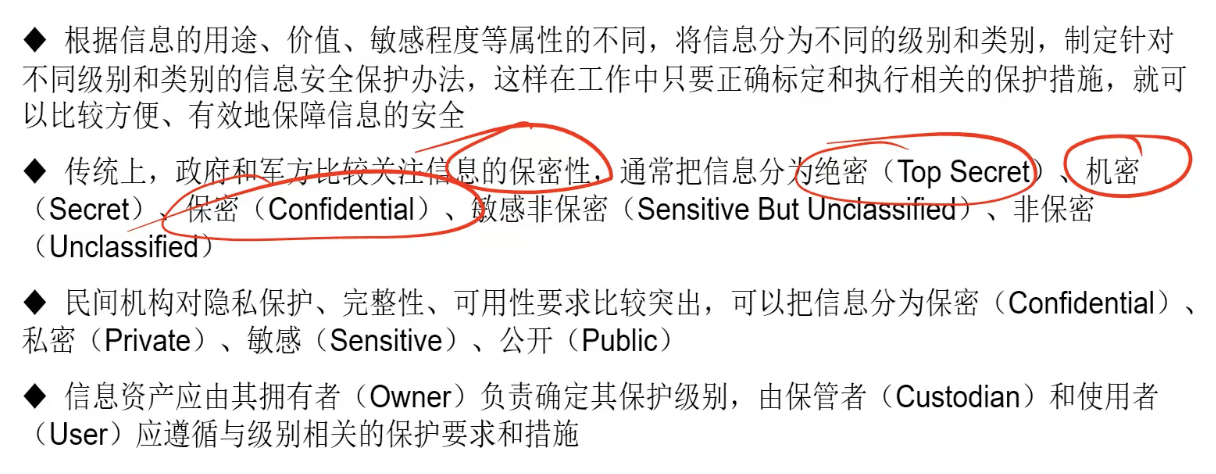 ◆ 根据信息的用途、价值、敏感程度等属性的不同，将信息分为不同的级别和类别，制定针对
不同级别和类别的信息安全保护办法，这样在工作中只要正确标定和执行相关的保护措施，就可
以比较方便、有效地保障信息的安全
◆ 传统上，政府和军方比较关注信息的保密性，通常把信息分为绝密（Top Secret）、机密
（Secret）、保密（Confidential）、敏感非保密（Sensitive But Unclassified）、非保密
（Unclassified）
◆ 民间机构对隐私保护、完整性、可用性要求比较突出，可以把信息分为保密（Confidential）、
私密（Private）、敏感（Sensitive）、公开（Public）
◆ 信息资产应由其拥有者（Owner）负责确定其保护级别，由保管者（Custodian）和使用者
（User）应遵循与级别相关的保护要求和措施